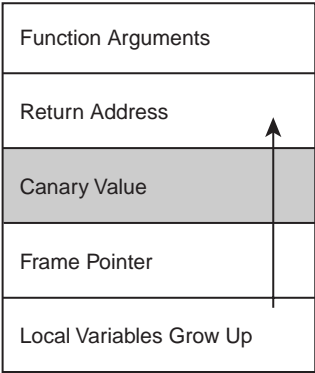 Function Arguments
Return Address
Canary Value
Frame Pointer
Local Variables Grow Up